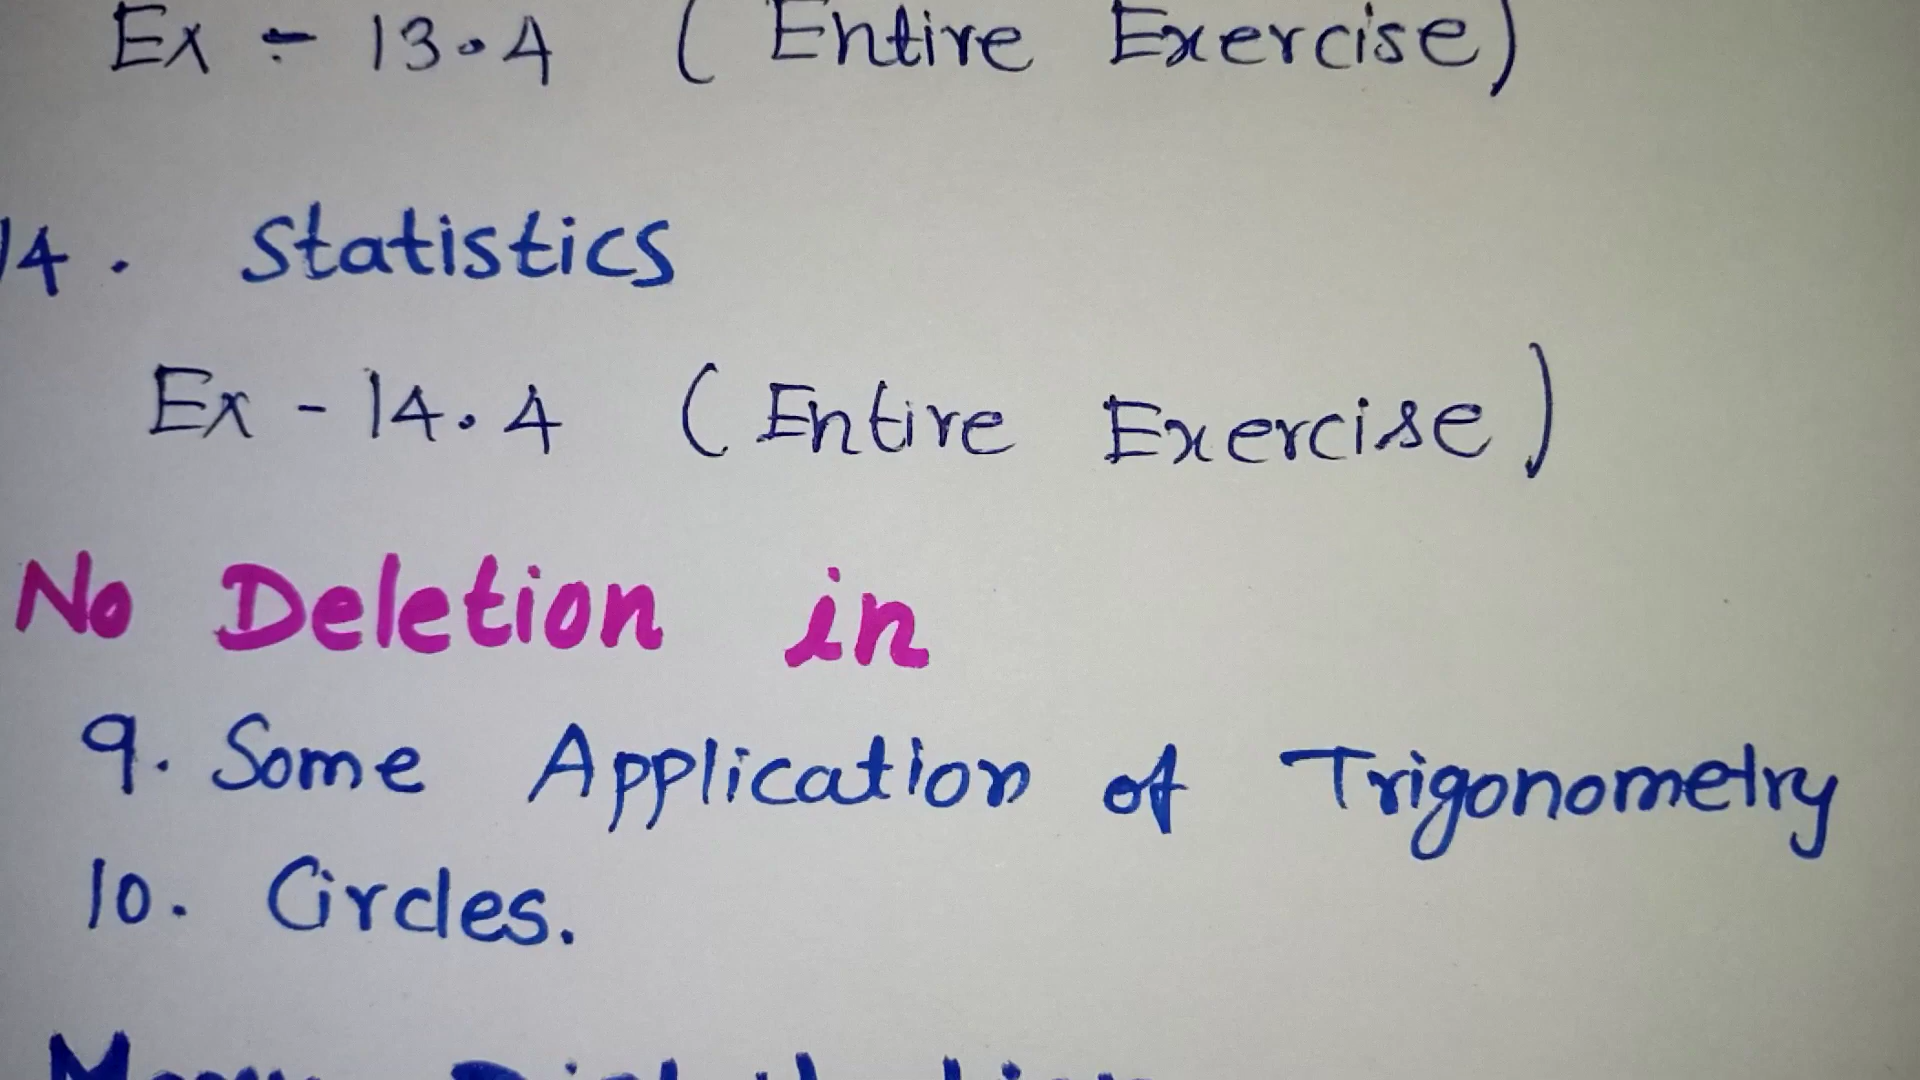 Ex - 13.4 ( Entire Exercise)
14. Statistics
Ex - 14.4 ( Entire Exercise )
No Deletion in
9. Some Application of Trigonometry
10. Circles.